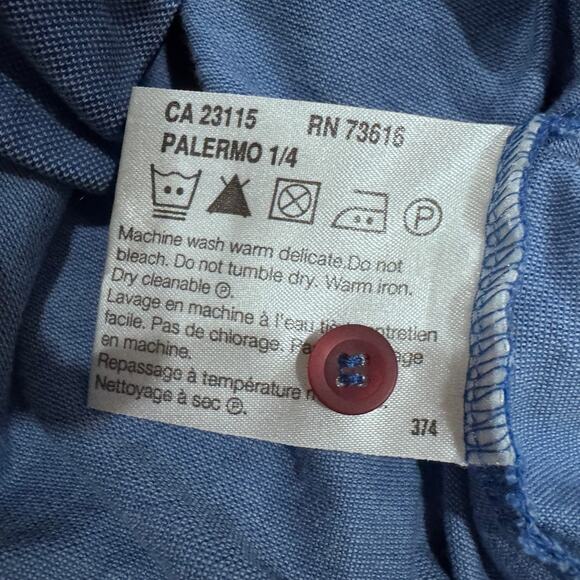 CA 23115 RN 73616
PALERMO 1/4
P
Machine wash warm delicate.Do not
bleach. Do not tumble dry. Warm iron.
Dry cleanable Ⓟ.
Lavage en machine à l'eau entretien
facile. Pas de chlorage.
en machine.
Repassage à température
Nettoyage à sec Ⓟ.
374